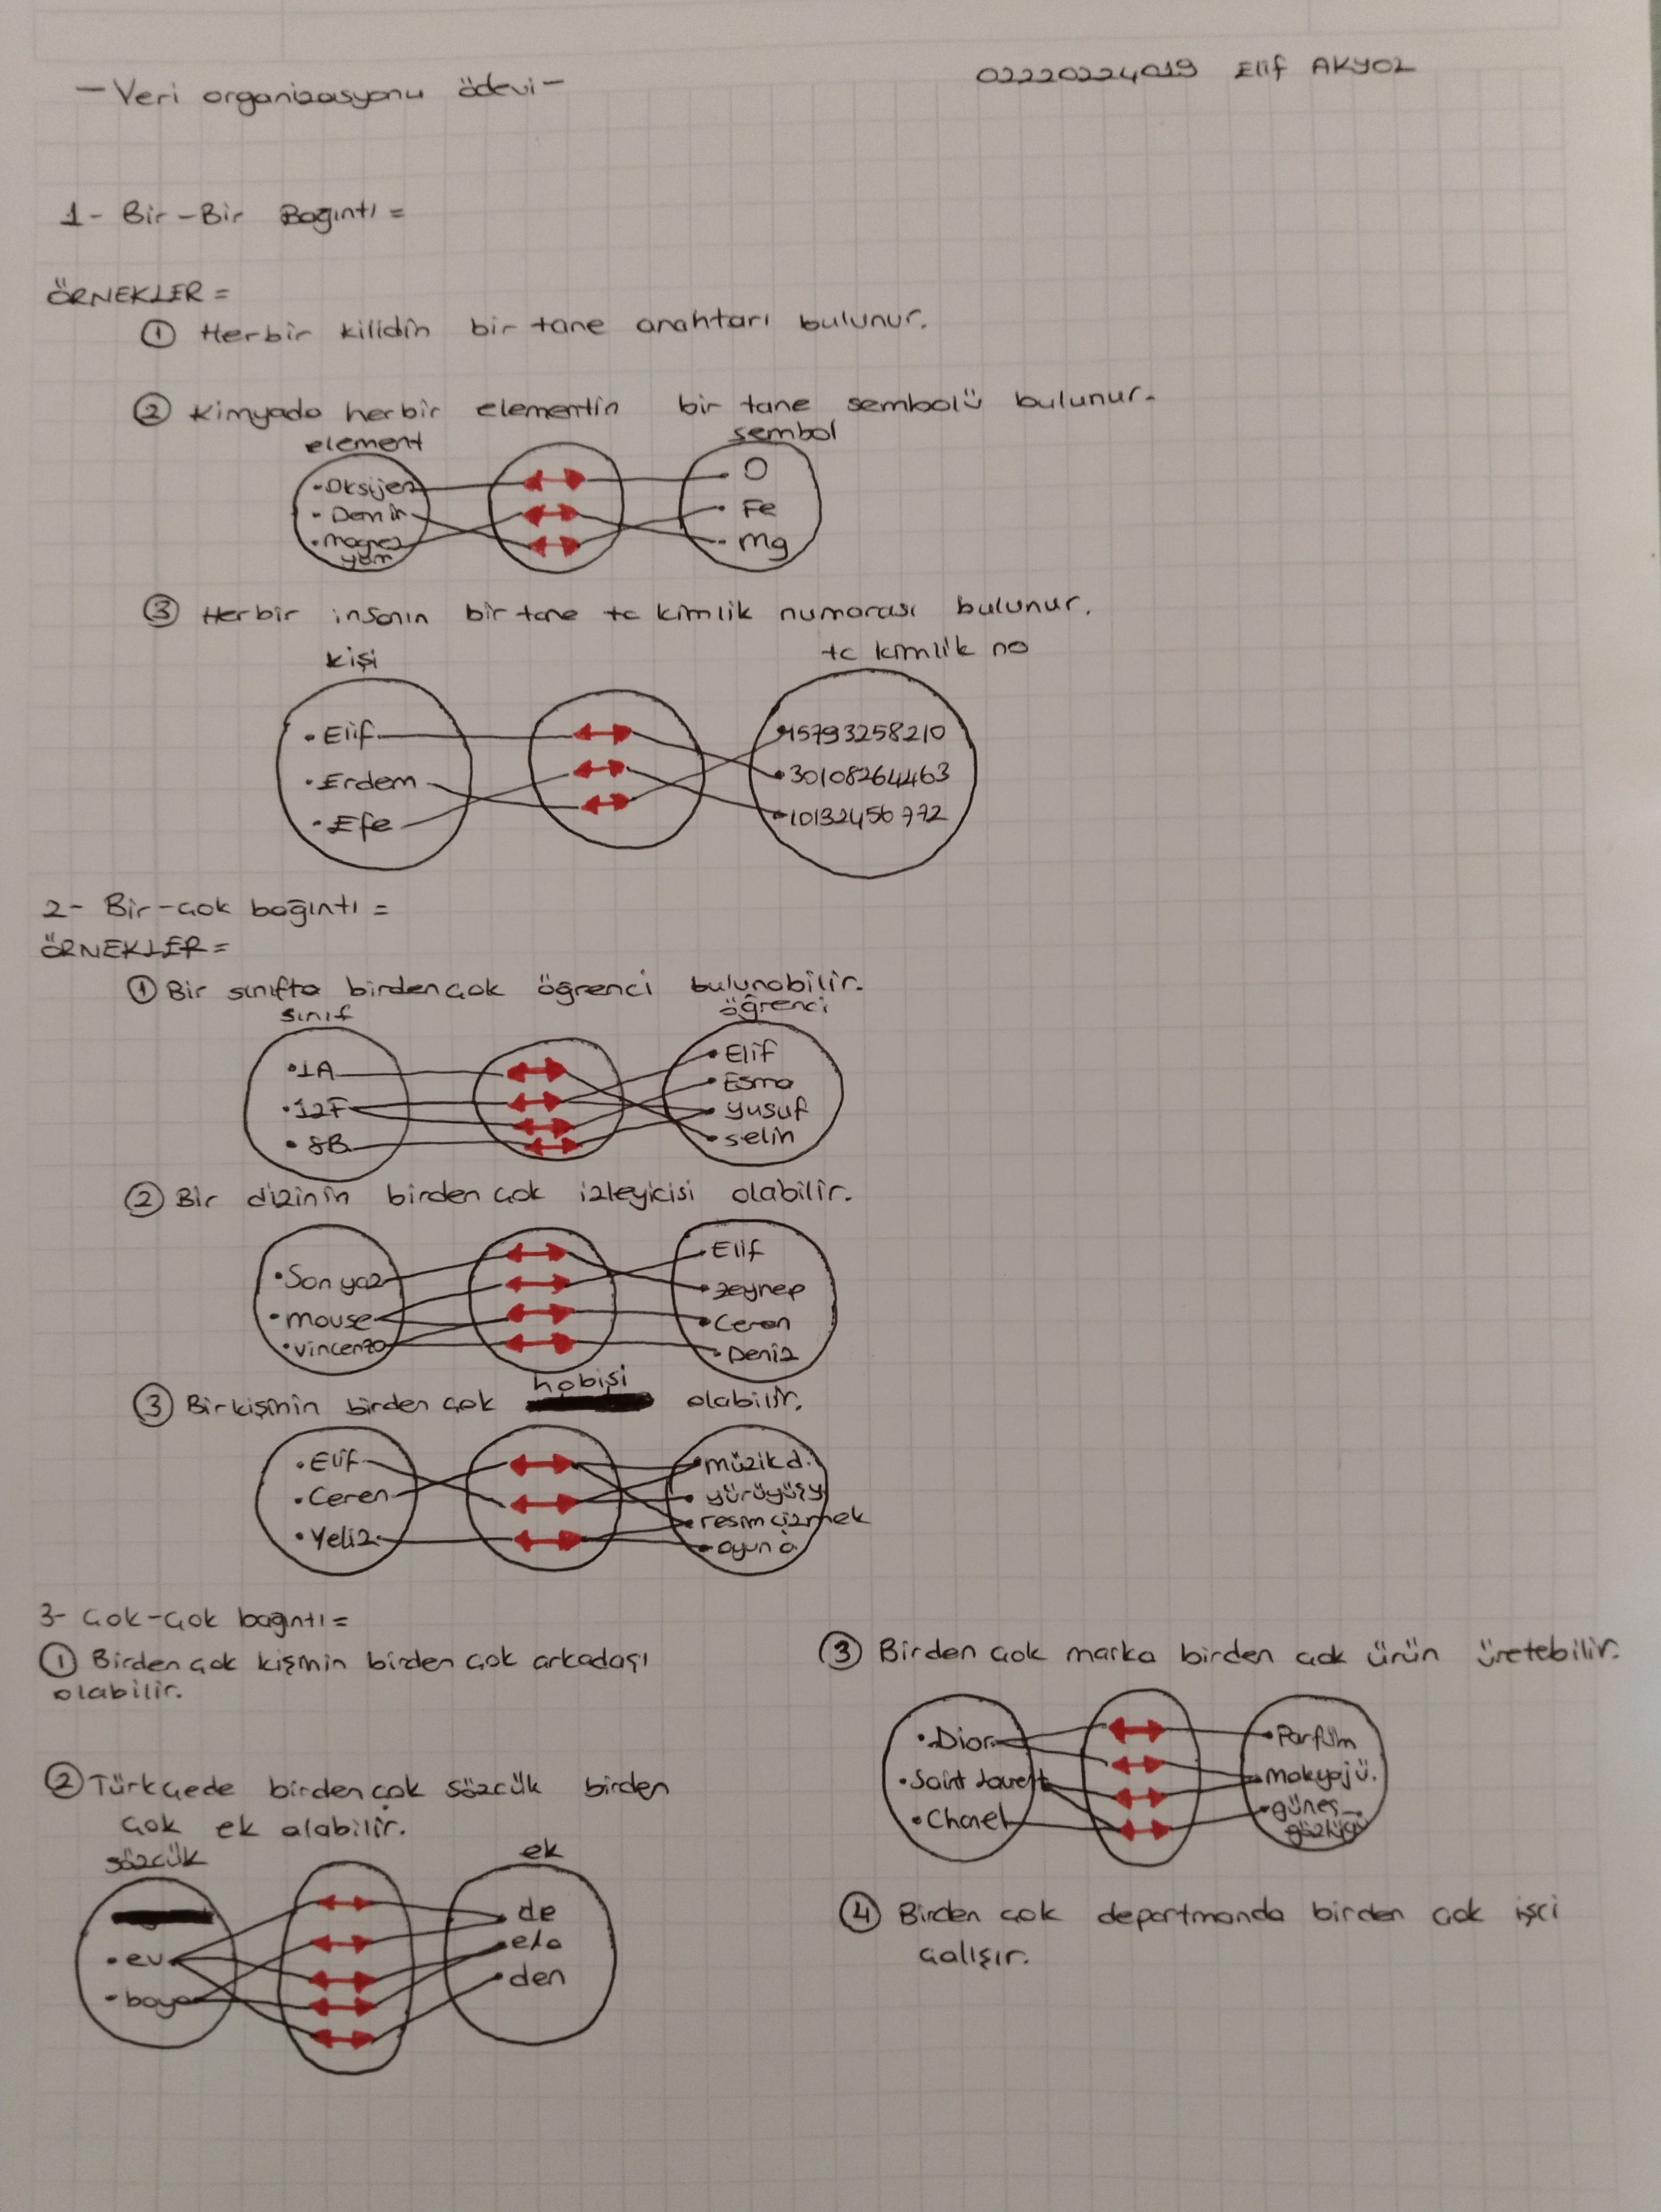 -Veri organizasyonu ödevi-
02220224019 Elif AKYOL
1- Bir-Bir Bağıntı =
ÖRNEKLER =
① Herbir kilidin bir tane anahtarı bulunur.
② Kimyada herbir elementin bir tane sembolü bulunur.
element sembol
•Oksijen O
•Demir Fe
•magnez Mg
yum
③ Herbir insanın bir tane tc kimlik numarası bulunur.
kişi tc kimlik no
•Elif •15793258210
•Erdem •30108264463
•Efe •10132456772
2- Bir-çok bağıntı =
ÖRNEKLER =
① Bir sınıfta birden çok öğrenci bulunabilir.
sınıf öğrenci
•1A •Elif
•12F •Esma
•8B •yusuf
•selin
② Bir dizinin birden çok izleyicisi olabilir.
•Son yaz •Elif
•mouse •zeynep
•vincenzo •Ceren
•Deniz
③ Bir kişinin birden çok hobisi olabilir.
•Elif •müzik d.
•Ceren •yürüyüş y.
•Yeliz •resim çizmek
•oyun o.
3- çok-çok bağıntı =
① Birden çok kişinin birden çok arkadaşı
olabilir.
② Türkçede birden çok sözcük birden
çok ek alabilir.
sözcük ek
•ev de
•boya •ela
•den
③ Birden çok marka birden çok ürün üretebilir.
•Dior •Parfüm
•Saint Laurent •makyaj ü.
•Chanel •güneş
gözlüğü
④ Birden çok departmanda birden çok işçi
çalışır.